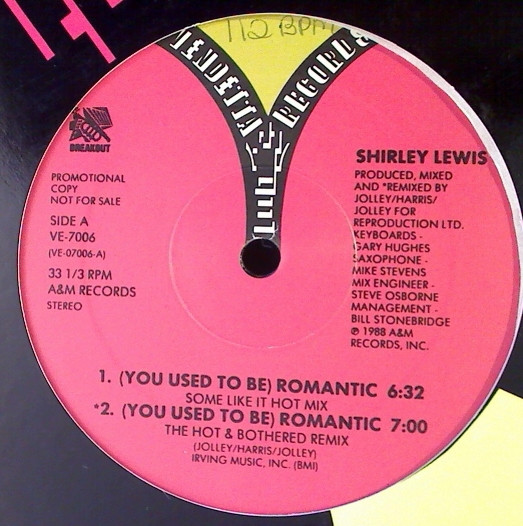 112 BPM
VENDETTA RECORDS
BREAKOUT
PROMOTIONAL
COPY
NOT FOR SALE
SIDE A
VE-7006
(VE-07006-A)
33 1/3 RPM
A&M RECORDS
STEREO
SHIRLEY LEWIS
PRODUCED, MIXED
AND *REMIXED BY
JOLLEY/HARRIS/
JOLLEY FOR
REPRODUCTION LTD.
KEYBOARDS -
GARY HUGHES
SAXOPHONE -
MIKE STEVENS
MIX ENGINEER -
STEVE OSBORNE
MANAGEMENT -
BILL STONEBRIDGE
℗ 1988 A&M
RECORDS, INC.
1. (YOU USED TO BE) ROMANTIC 6:32
SOME LIKE IT HOT MIX
*2. (YOU USED TO BE) ROMANTIC 7:00
THE HOT & BOTHERED REMIX
(JOLLEY/HARRIS/JOLLEY)
IRVING MUSIC, INC. (BMI)